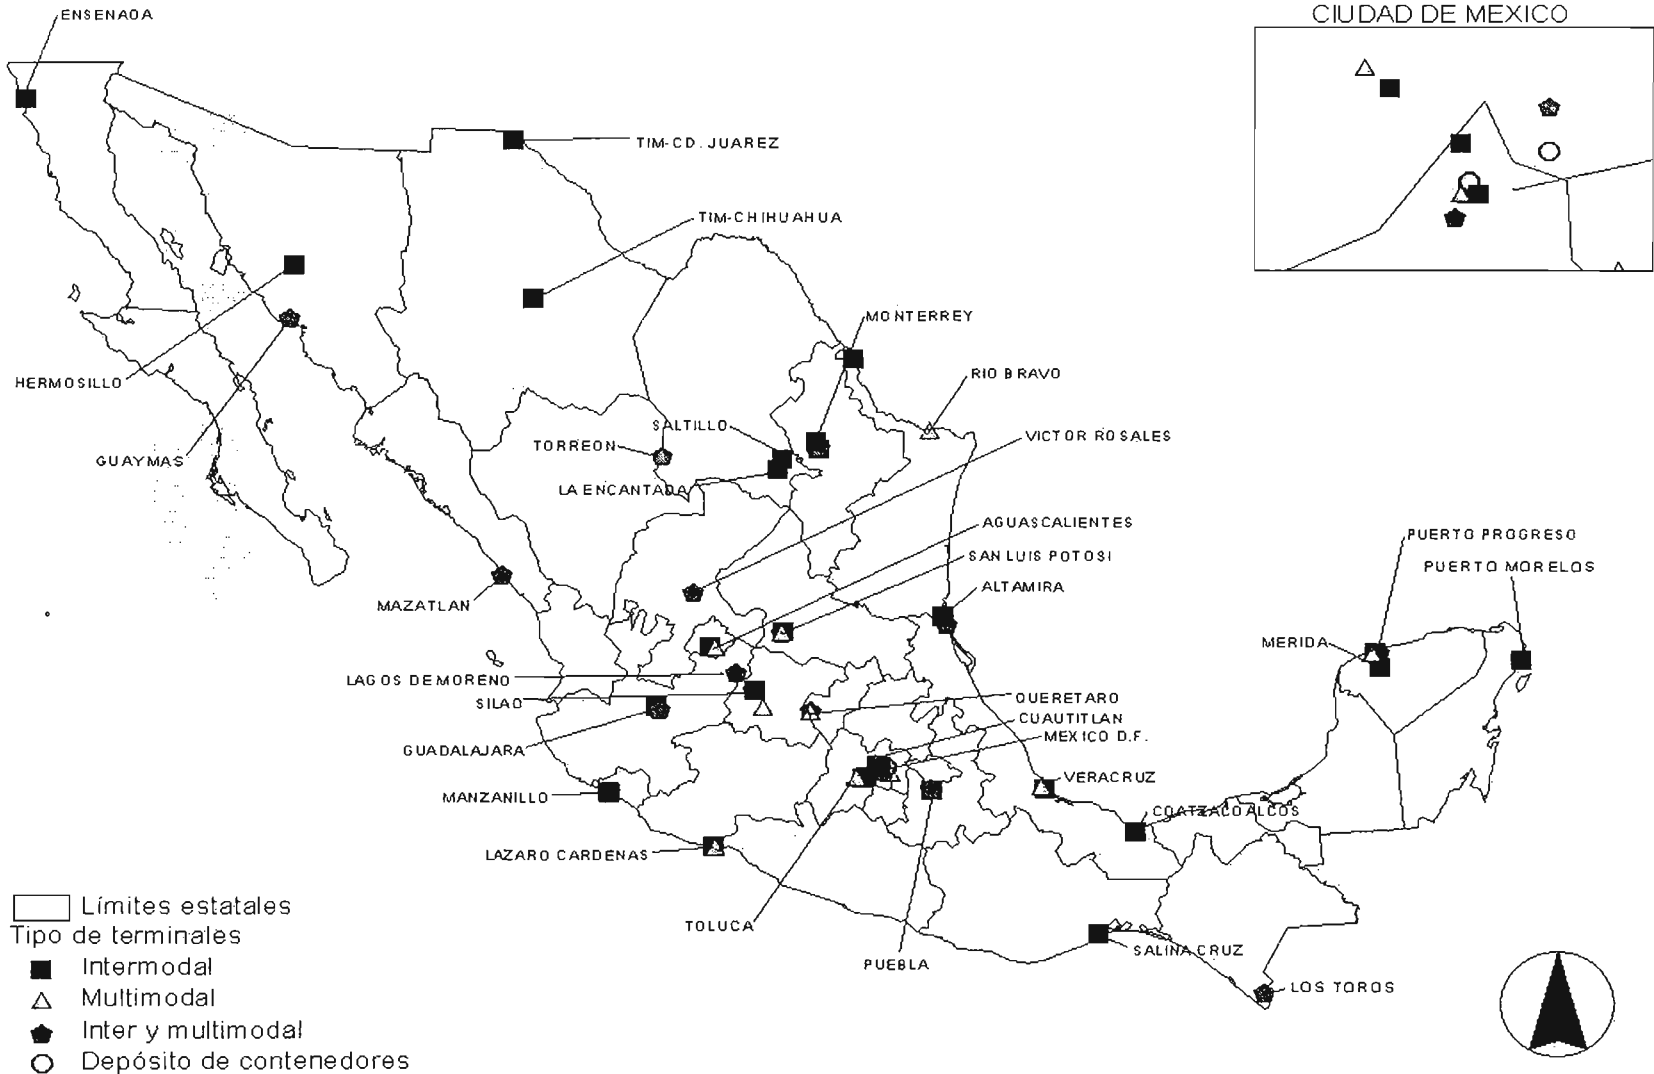 ENSENADA
CIUDAD DE MEXICO
TIM-CD. JUAREZ
TIM-CHIHUAHUA
MONTERREY
RIO BRAVO
HERMOSILLO
SALTILLO
TORREON
VICTOR ROSALES
GUAYMAS
LA ENCANTADA
AGUASCALIENTES
SAN LUIS POTOSI
PUERTO PROGRESO
PUERTO MORELOS
ALTAMIRA
MAZATLAN
MERIDA
LAGOS DE MORENO
SILAO
QUERETARO
CUAUTITLAN
MEXICO D.F.
GUADALAJARA
VERACRUZ
MANZANILLO
COATZACOALCOS
LAZARO CARDENAS
TOLUCA
PUEBLA
SALINA CRUZ
LOS TOROS
Límites estatales
Tipo de terminales
Intermodal
Multimodal
Inter y multimodal
Depósito de contenedores